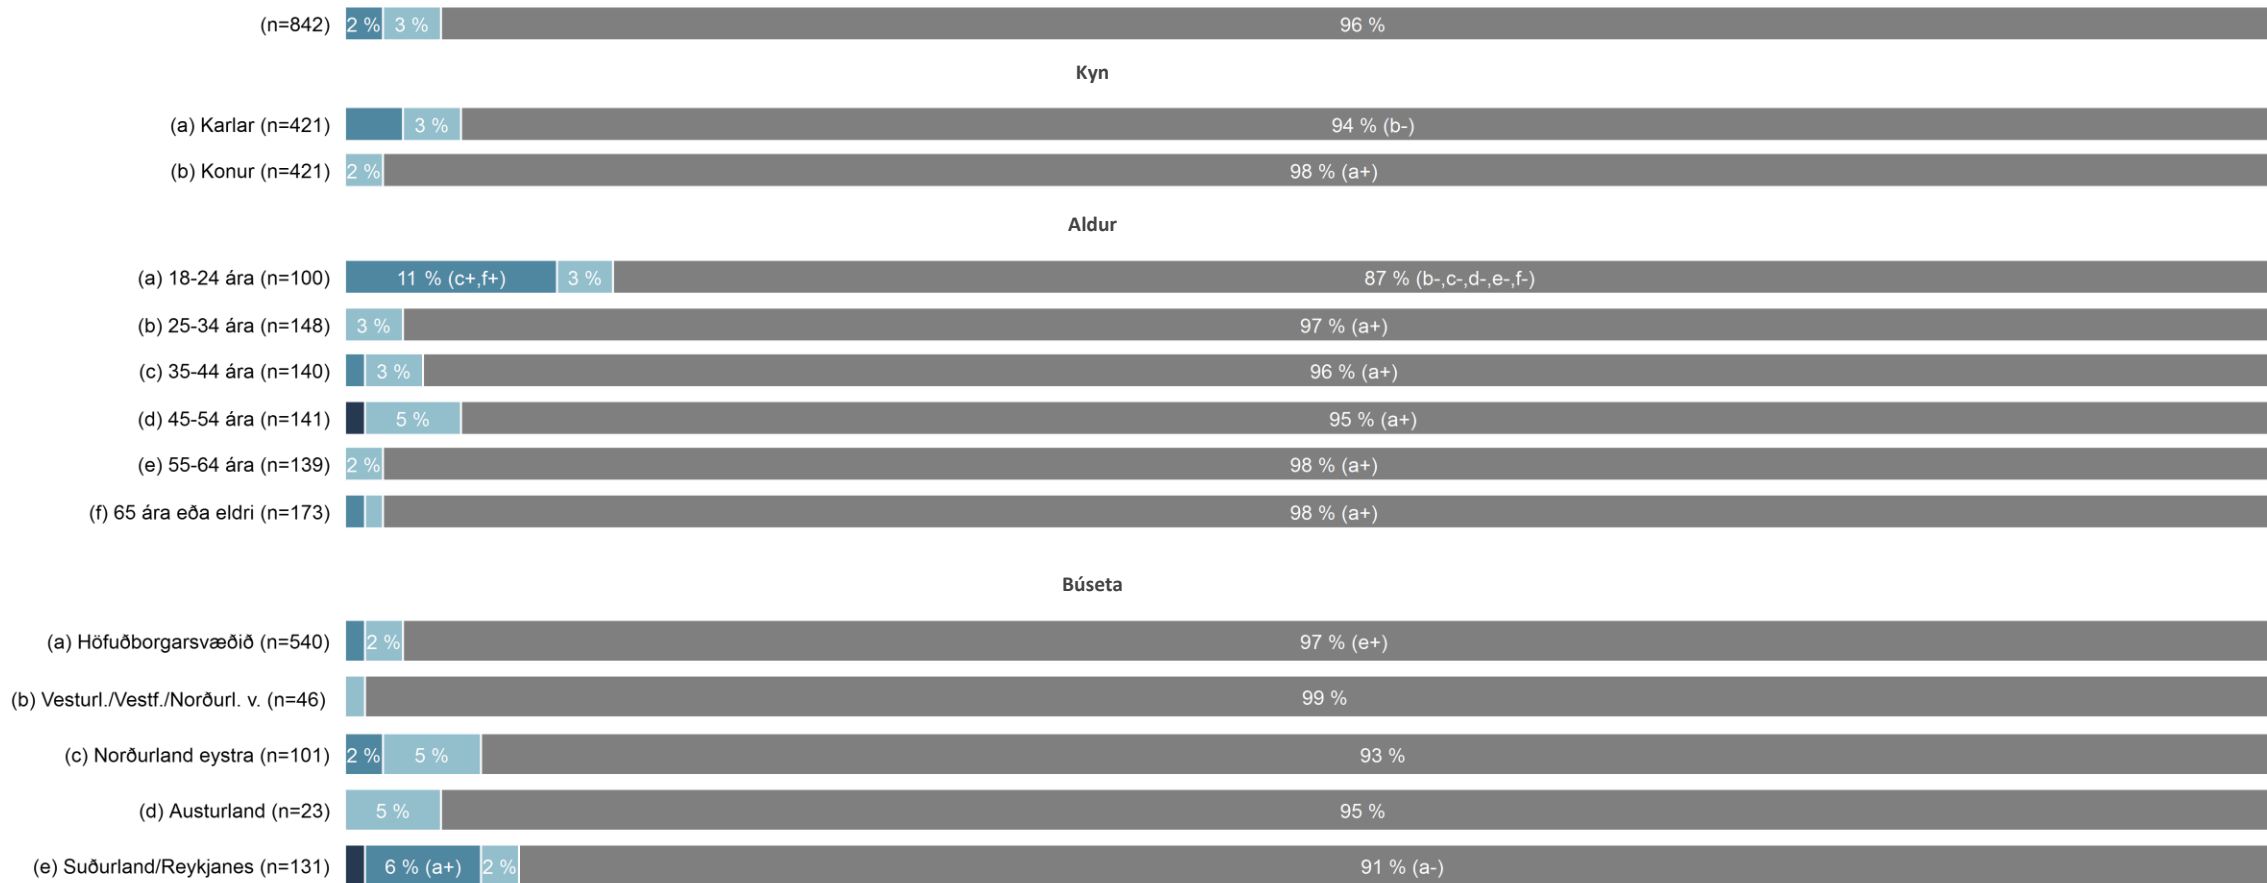 (n=842) 2 % 3 % 96 %
Kyn
(a) Karlar (n=421) 3 % 94 % (b-)
(b) Konur (n=421) 2 % 98 % (a+)
Aldur
(a) 18-24 ára (n=100) 11 % (c+,f+) 3 % 87 % (b-,c-,d-,e-,f-)
(b) 25-34 ára (n=148) 3 % 97 % (a+)
(c) 35-44 ára (n=140) 3 % 96 % (a+)
(d) 45-54 ára (n=141) 5 % 95 % (a+)
(e) 55-64 ára (n=139) 2 % 98 % (a+)
(f) 65 ára eða eldri (n=173) 98 % (a+)
Búseta
(a) Höfuðborgarsvæðið (n=540) 2 % 97 % (e+)
(b) Vesturl./Vestf./Norðurl. v. (n=46) 99 %
(c) Norðurland eystra (n=101) 2 % 5 % 93 %
(d) Austurland (n=23) 5 % 95 %
(e) Suðurland/Reykjanes (n=131) 6 % (a+) 2 % 91 % (a-)